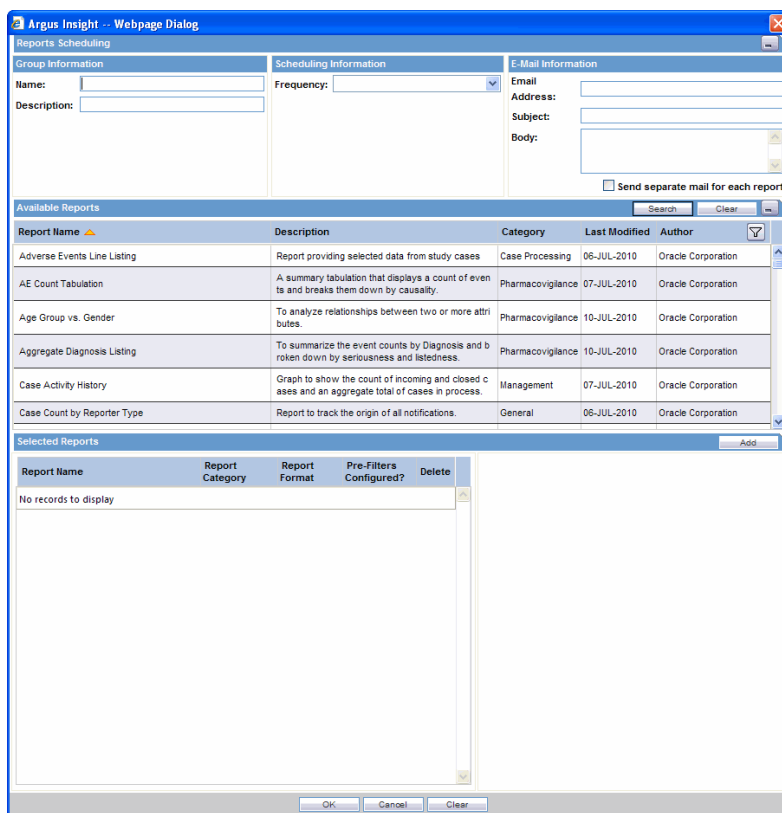 Argus Insight -- Webpage Dialog
Reports Scheduling
Group Information
Name:
Description:
Scheduling Information
Frequency:
E-Mail Information
Email
Address:
Subject:
Body:
Send separate mail for each report
Available Reports
Search
Clear
Report Name Description Category Last Modified Author
Adverse Events Line Listing Report providing selected data from study cases Case Processing 06-JUL-2010 Oracle Corporation
AE Count Tabulation A summary tabulation that displays a count of even
ts and breaks them down by causality. Pharmacovigilance 07-JUL-2010 Oracle Corporation
Age Group vs. Gender To analyze relationships between two or more attri
butes. Pharmacovigilance 10-JUL-2010 Oracle Corporation
Aggregate Diagnosis Listing To summarize the event counts by Diagnosis and b
roken down by seriousness and listedness. Pharmacovigilance 10-JUL-2010 Oracle Corporation
Case Activity History Graph to show the count of incoming and closed c
ases and an aggregate total of cases in process. Management 07-JUL-2010 Oracle Corporation
Case Count by Reporter Type Report to track the origin of all notifications. General 06-JUL-2010 Oracle Corporation
Selected Reports
Add
Report Name Report
Category Report
Format Pre-Filters
Configured? Delete
No records to display
OK
Cancel
Clear